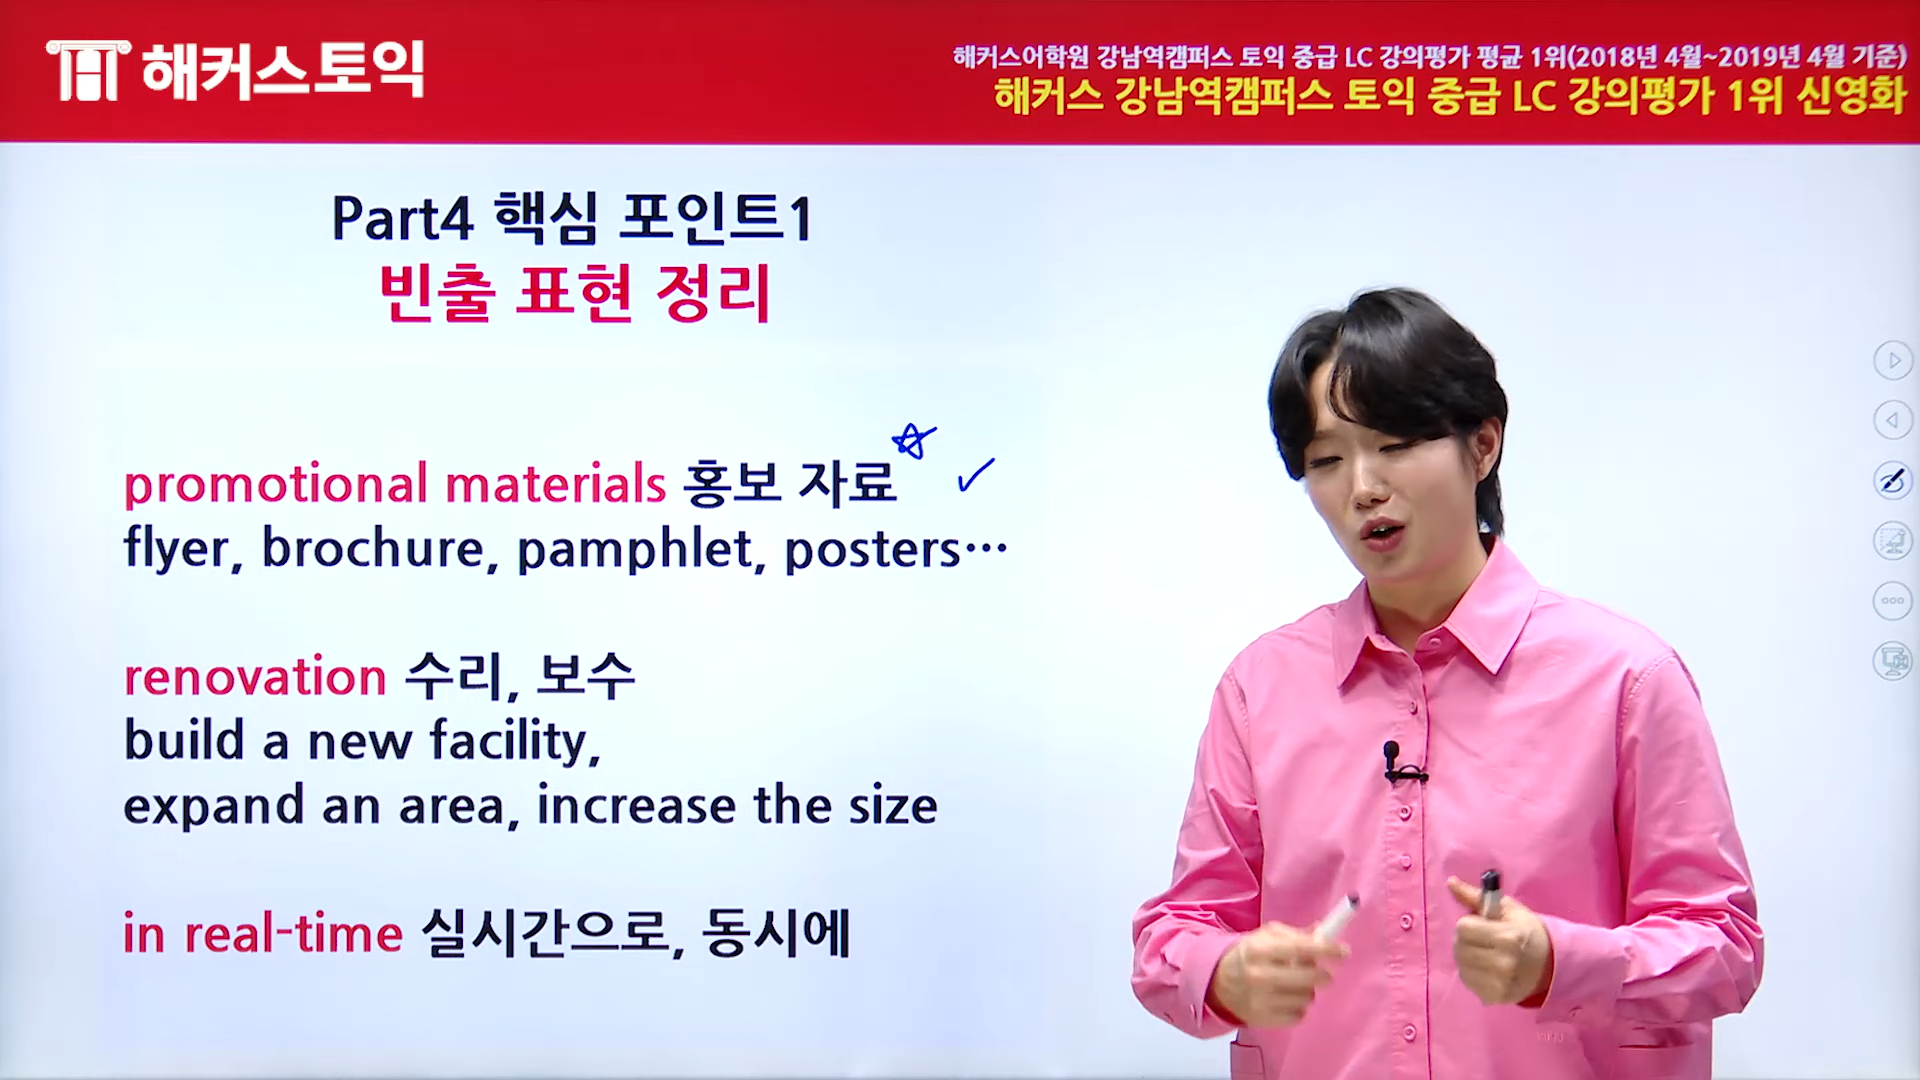 해커스토익
해커스어학원 강남역캠퍼스 토익 중급 LC 강의평가 평균 1위(2018년 4월~2019년 4월 기준)
해커스 강남역캠퍼스 토익 중급 LC 강의평가 1위 신영화
Part4 핵심 포인트1
빈출 표현 정리
promotional materials 홍보 자료
flyer, brochure, pamphlet, posters…
renovation 수리, 보수
build a new facility,
expand an area, increase the size
in real-time 실시간으로, 동시에